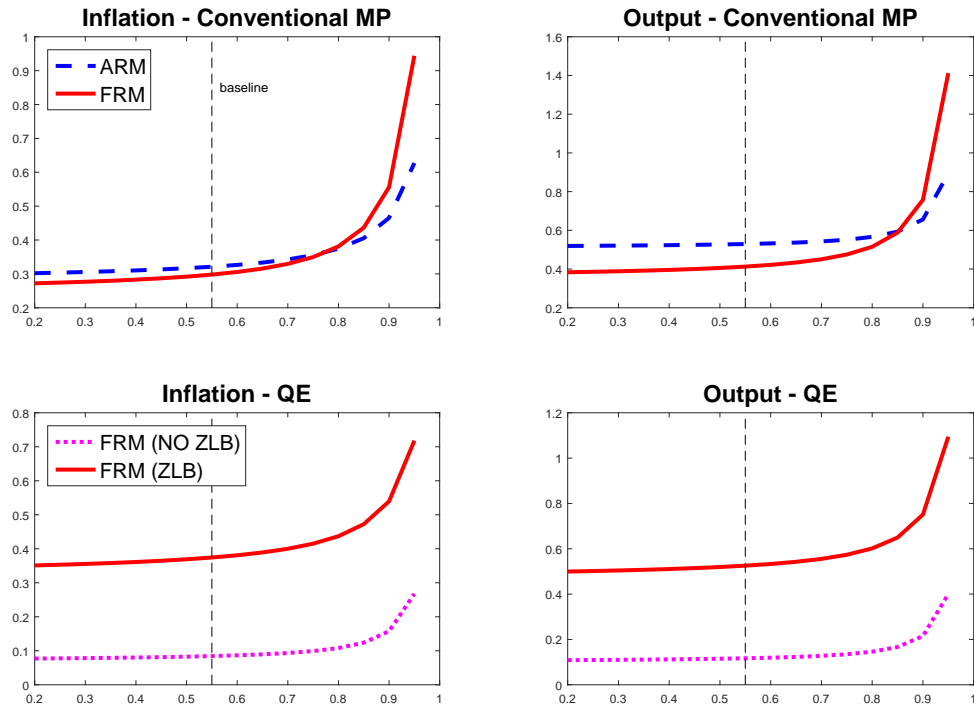 Inflation - Conventional MP
1
0.9
0.8
0.7
0.6
0.5
0.4
0.3
0.2
0.2 0.3 0.4 0.5 0.6 0.7 0.8 0.9 1
ARM
FRM
baseline
Output - Conventional MP
1.6
1.4
1.2
1
0.8
0.6
0.4
0.2
0.2 0.3 0.4 0.5 0.6 0.7 0.8 0.9 1
Inflation - QE
0.8
0.7
0.6
0.5
0.4
0.3
0.2
0.1
0
0.2 0.3 0.4 0.5 0.6 0.7 0.8 0.9 1
FRM (NO ZLB)
FRM (ZLB)
Output - QE
1.2
1
0.8
0.6
0.4
0.2
0
0.2 0.3 0.4 0.5 0.6 0.7 0.8 0.9 1